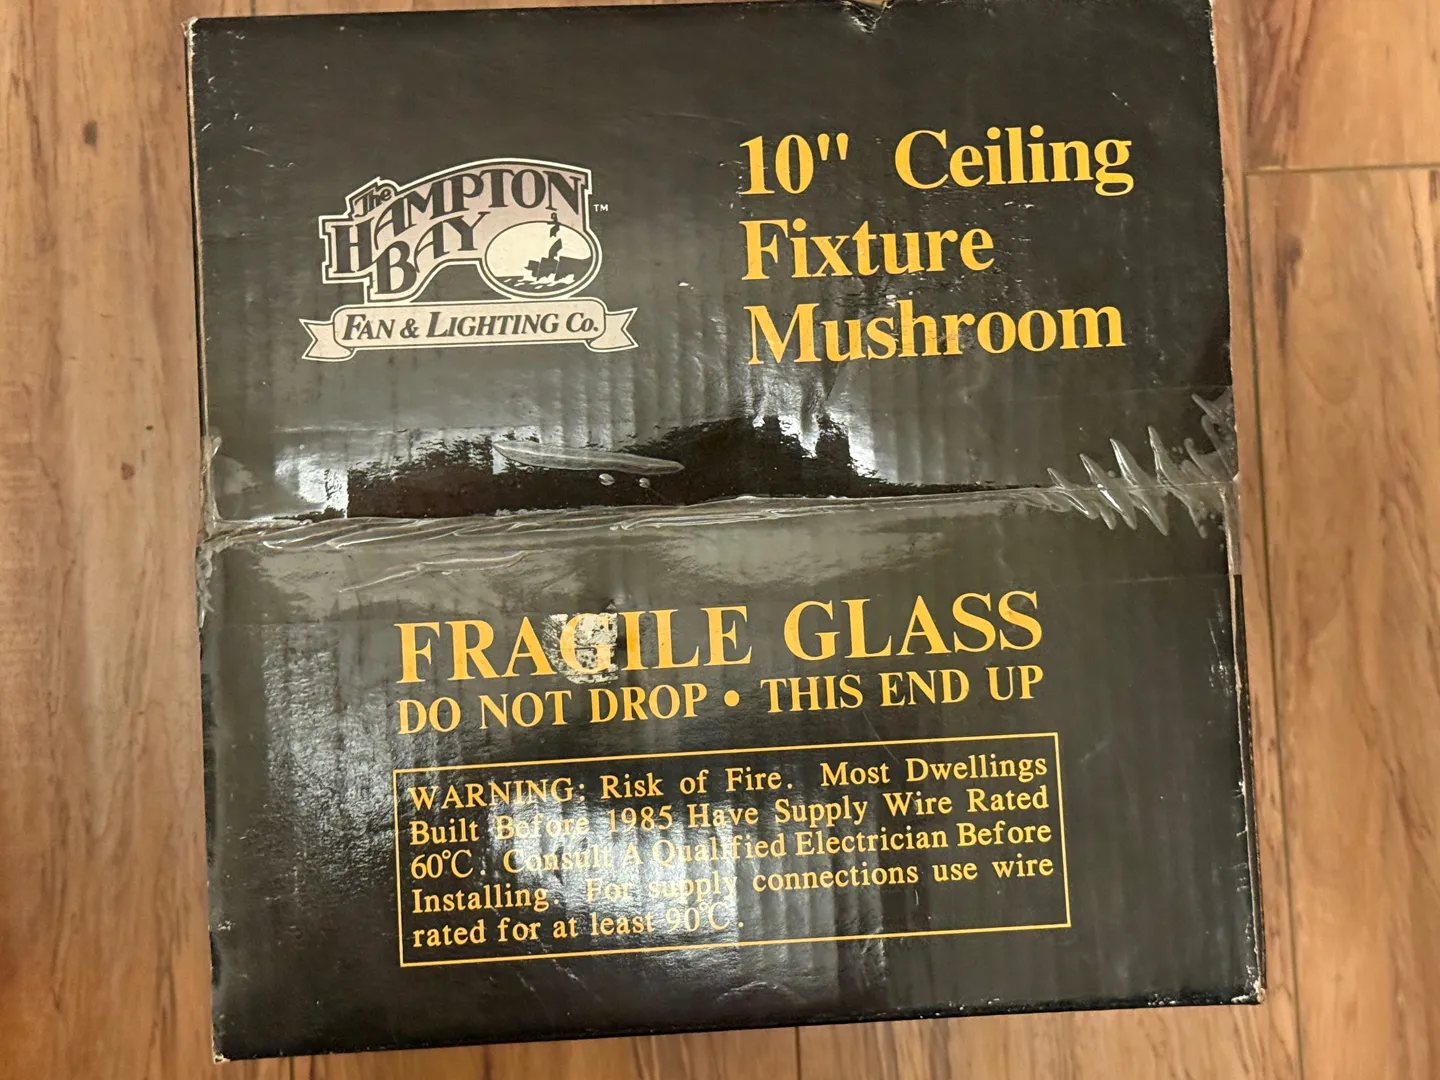 The
HAMPTON
BAY
™
FAN & LIGHTING Co.
10" Ceiling
Fixture
Mushroom
FRAGILE GLASS
DO NOT DROP • THIS END UP
WARNING: Risk of Fire. Most Dwellings
Built Before 1985 Have Supply Wire Rated
60°C. Consult A Qualified Electrician Before
Installing. For supply connections use wire
rated for at least 90°C.